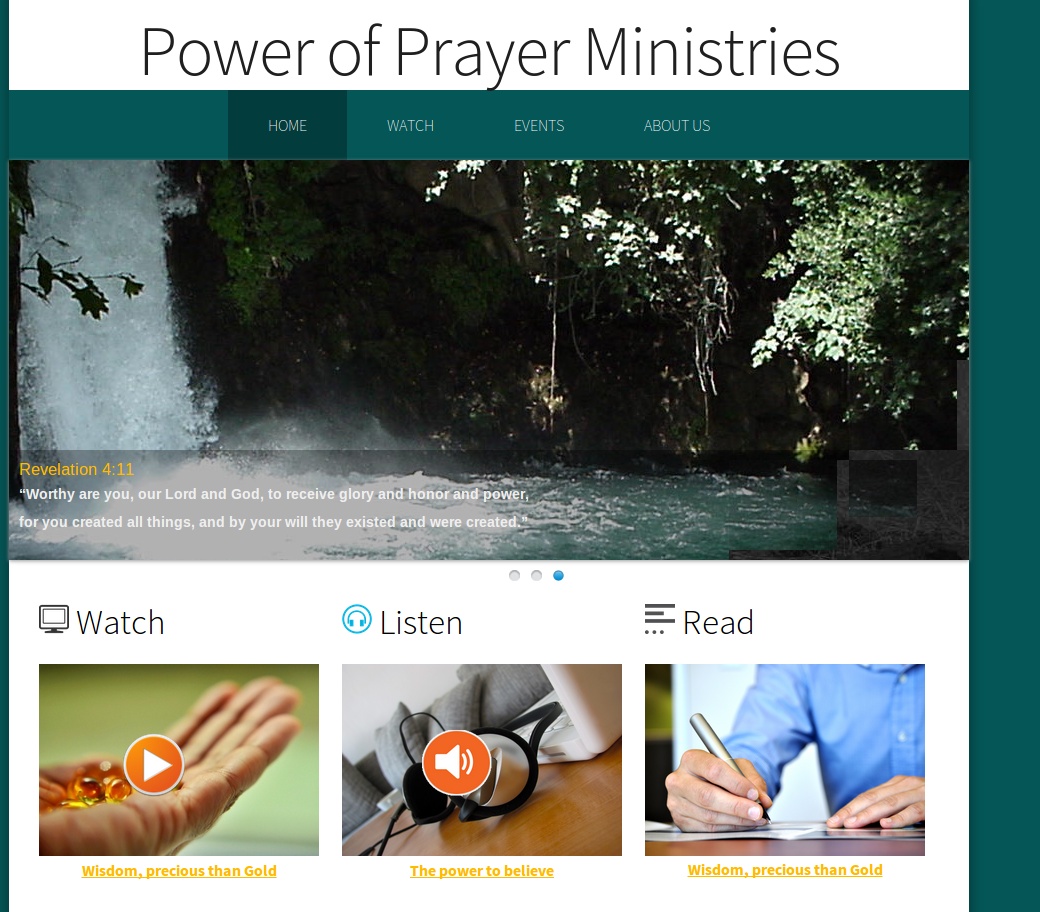 Power of Prayer Ministries
HOME WATCH EVENTS ABOUT US
Revelation 4:11
“Worthy are you, our Lord and God, to receive glory and honor and power,
for you created all things, and by your will they existed and were created.”
Watch Listen Read
Wisdom, precious than Gold The power to believe Wisdom, precious than Gold